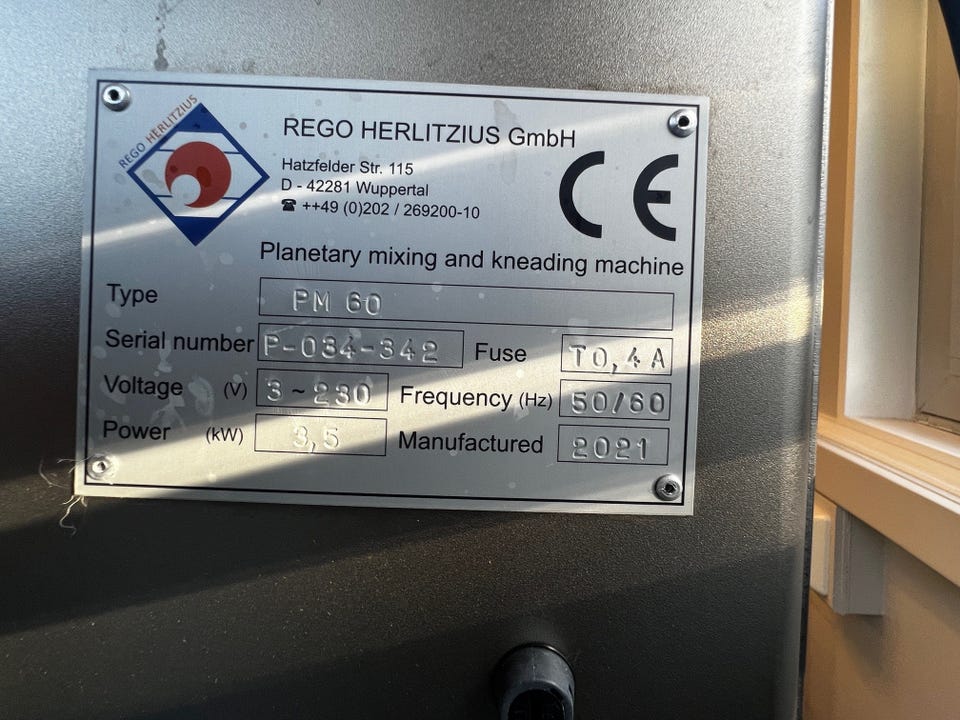 REGO HERLITZIUS
REGO HERLITZIUS GmbH
Hatzfelder Str. 115
D - 42281 Wuppertal
☎ ++49 (0)202 / 269200-10
CE
Planetary mixing and kneading machine
Type PM 60
Serial number P-034-342 Fuse T0,4A
Voltage (V) 3~230 Frequency (Hz) 50/60
Power (kW) 3,5 Manufactured 2021